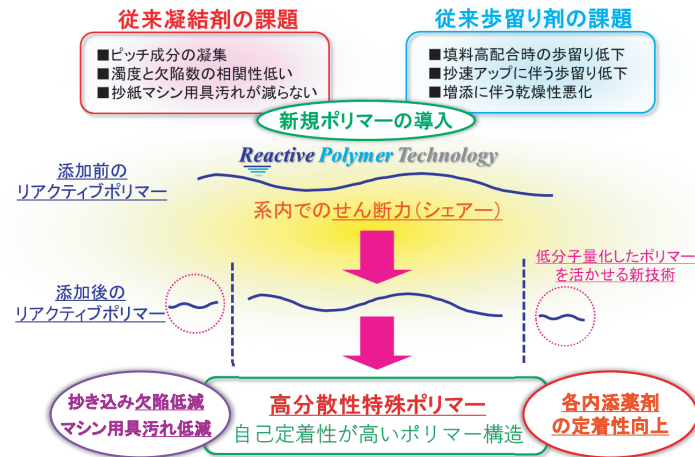 従来凝結剤の課題
■ピッチ成分の凝集
■濁度と欠陥数の相関性低い
■抄紙マシン用具汚れが減らない
従来歩留り剤の課題
■填料高配合時の歩留り低下
■抄速アップに伴う歩留り低下
■増添に伴う乾燥性悪化
新規ポリマーの導入
Reactive Polymer Technology
添加前の
リアクティブポリマー
系内でのせん断力（シェアー）
低分子量化したポリマー
を活かせる新技術
添加後の
リアクティブポリマー
抄き込み欠陥低減
マシン用具汚れ低減
高分散性特殊ポリマー
自己定着性が高いポリマー構造
各内添薬剤
の定着性向上